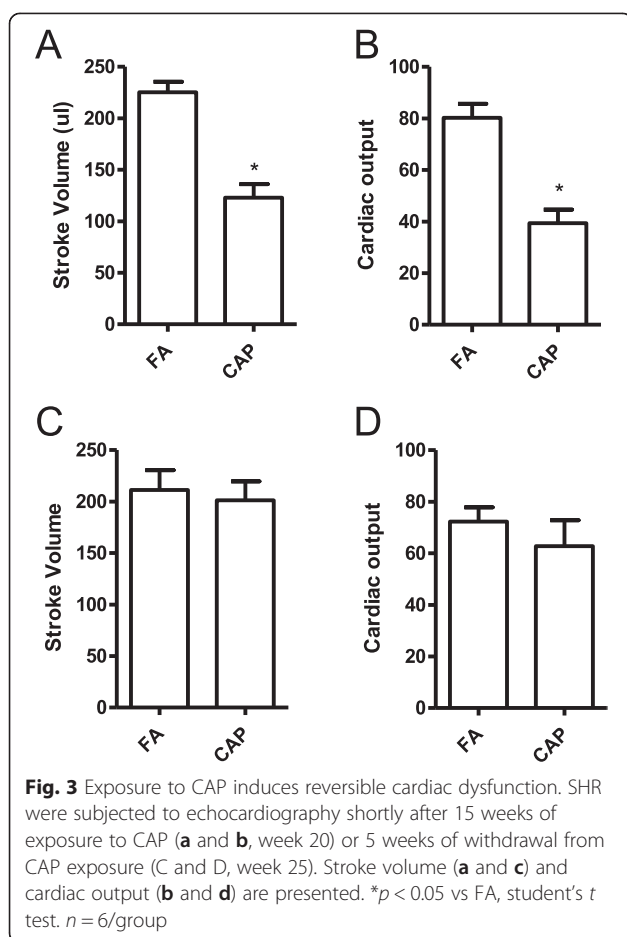 A
Stroke Volume (ul)
250
200
150
100
50
0
*
FA
CAP
B
Cardiac output
100
80
60
40
20
0
*
FA
CAP
C
Stroke Volume
250
200
150
100
50
0
FA
CAP
D
Cardiac output
100
80
60
40
20
0
FA
CAP
Fig. 3 Exposure to CAP induces reversible cardiac dysfunction. SHR
were subjected to echocardiography shortly after 15 weeks of
exposure to CAP (a and b, week 20) or 5 weeks of withdrawal from
CAP exposure (C and D, week 25). Stroke volume (a and c) and
cardiac output (b and d) are presented. *p < 0.05 vs FA, student's t
test. n = 6/group